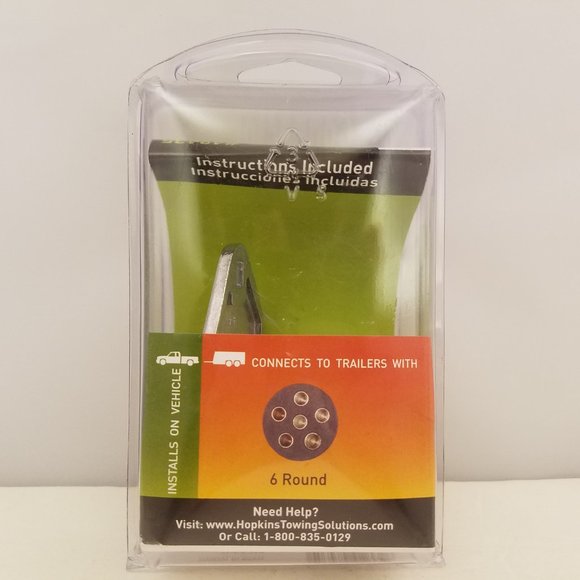 Instructions Included
Instrucciones incluidas
3
V
INSTALLS ON VEHICLE
CONNECTS TO TRAILERS WITH
6 Round
Need Help?
Visit: www.HopkinsTowingSolutions.com
Or Call: 1-800-835-0129